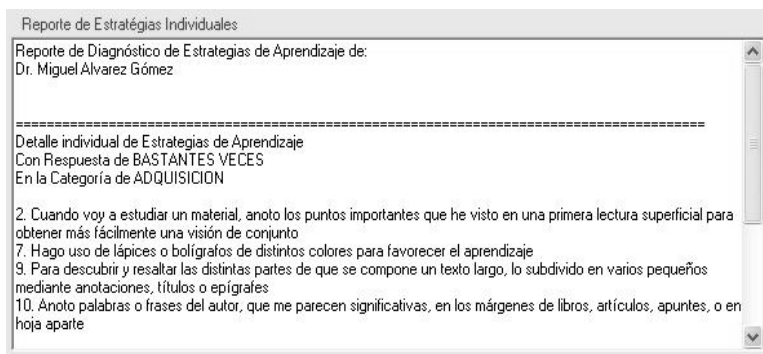 Reporte de Estratégias Individuales
Reporte de Diagnóstico de Estrategias de Aprendizaje de:
Dr. Miguel Alvarez Gómez
==========================================================================================
Detalle individual de Estrategias de Aprendizaje
Con Respuesta de BASTANTES VECES
En la Categoría de ADQUISICION
2. Cuando voy a estudiar un material, anoto los puntos importantes que he visto en una primera lectura superficial para
obtener más fácilmente una visión de conjunto
7. Hago uso de lápices o bolígrafos de distintos colores para favorecer el aprendizaje
9. Para descubrir y resaltar las distintas partes de que se compone un texto largo, lo subdivido en varios pequeños
mediante anotaciones, títulos o epígrafes
10. Anoto palabras o frases del autor, que me parecen significativas, en los márgenes de libros, artículos, apuntes, o en
hoja aparte